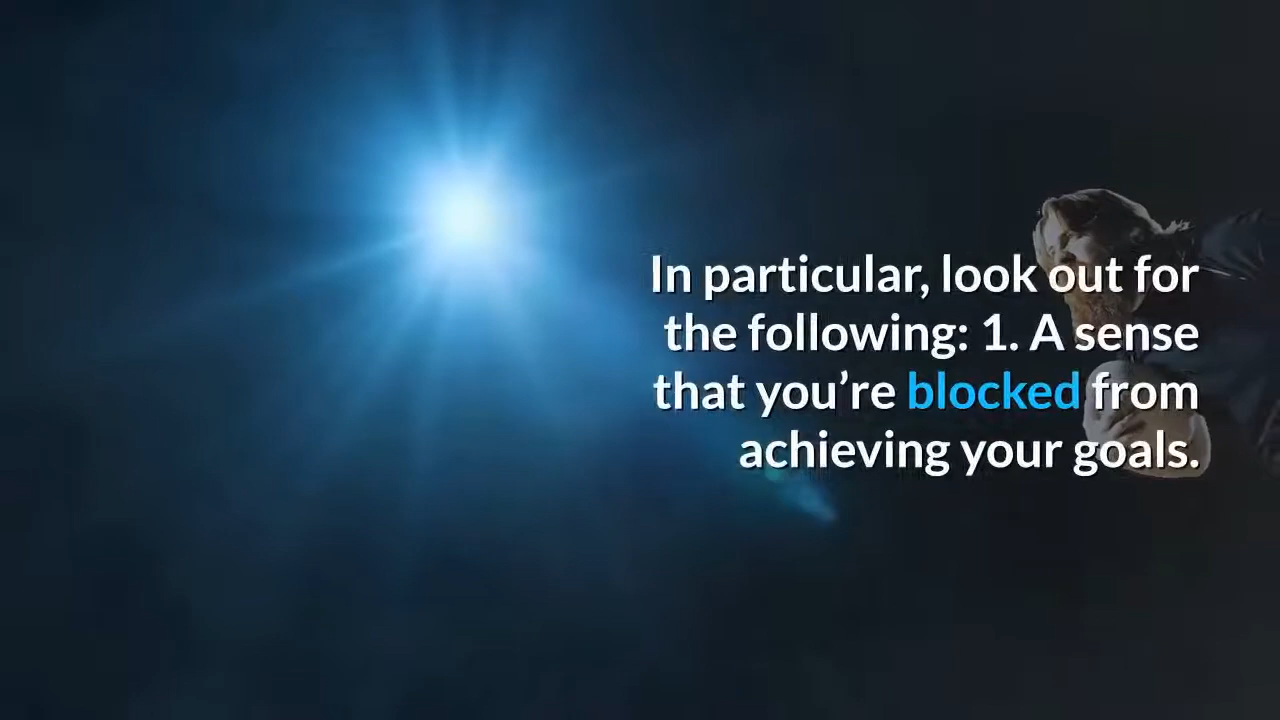 In particular, look out for
the following: 1. A sense
that you’re blocked from
achieving your goals.